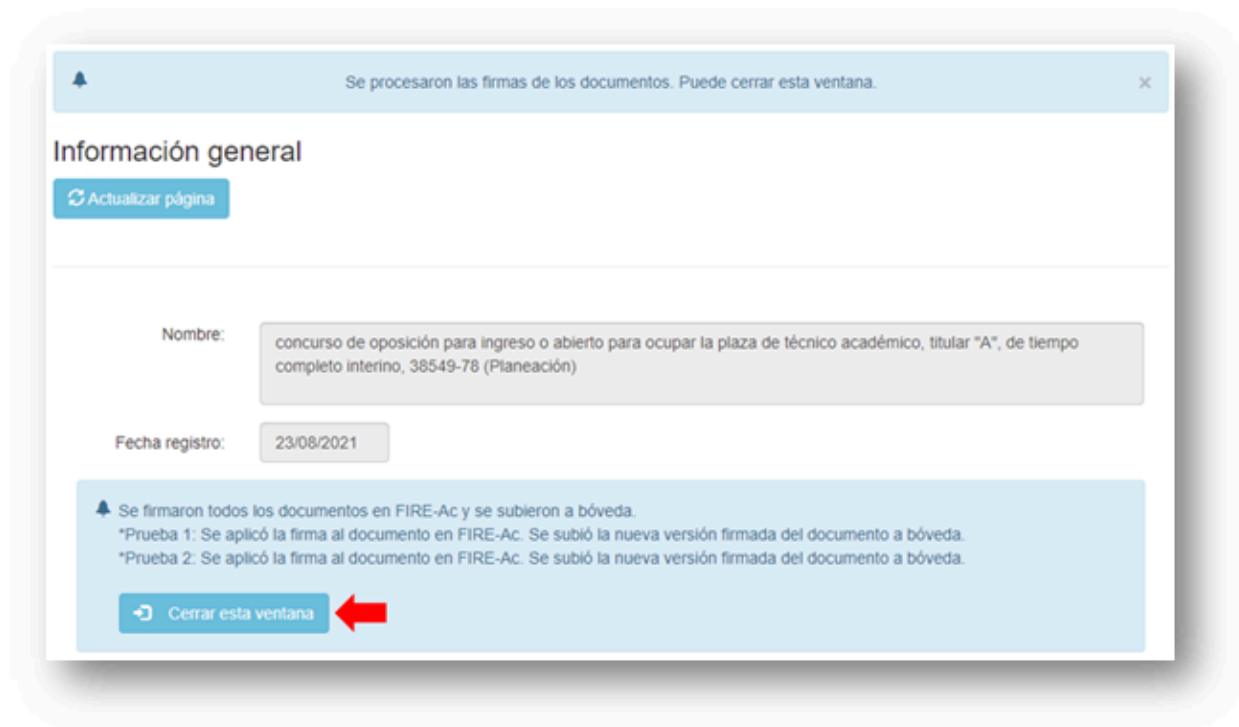 Se procesaron las firmas de los documentos. Puede cerrar esta ventana.
Información general
Actualizar página
Nombre:
concurso de oposición para ingreso o abierto para ocupar la plaza de técnico académico, titular "A", de tiempo
completo interino, 38549-78 (Planeación)
Fecha registro:
23/08/2021
Se firmaron todos los documentos en FIRE-Ac y se subieron a bóveda.
*Prueba 1: Se aplicó la firma al documento en FIRE-Ac. Se subió la nueva versión firmada del documento a bóveda.
*Prueba 2: Se aplicó la firma al documento en FIRE-Ac. Se subió la nueva versión firmada del documento a bóveda.
Cerrar esta ventana